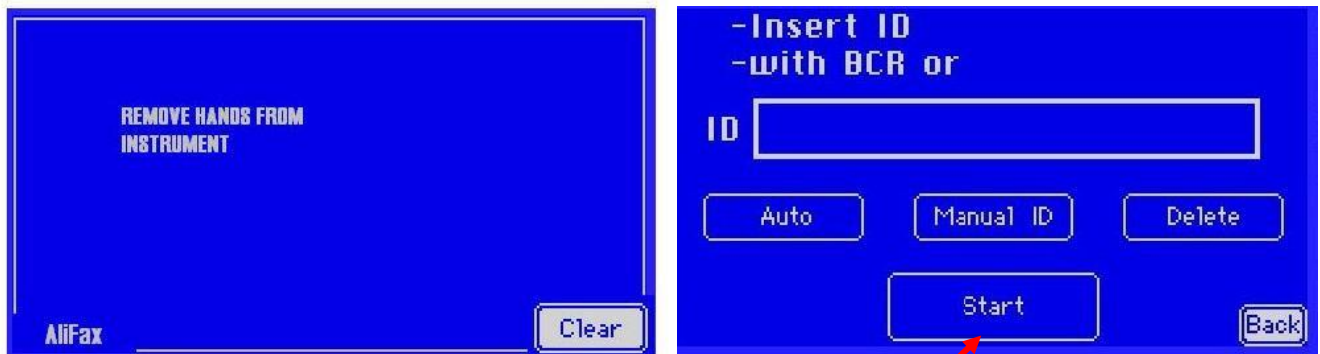 REMOVE HANDS FROM
INSTRUMENT
AliFax
Clear
-Insert ID
-with BCR or
ID
Auto Manual ID Delete
Start
Back